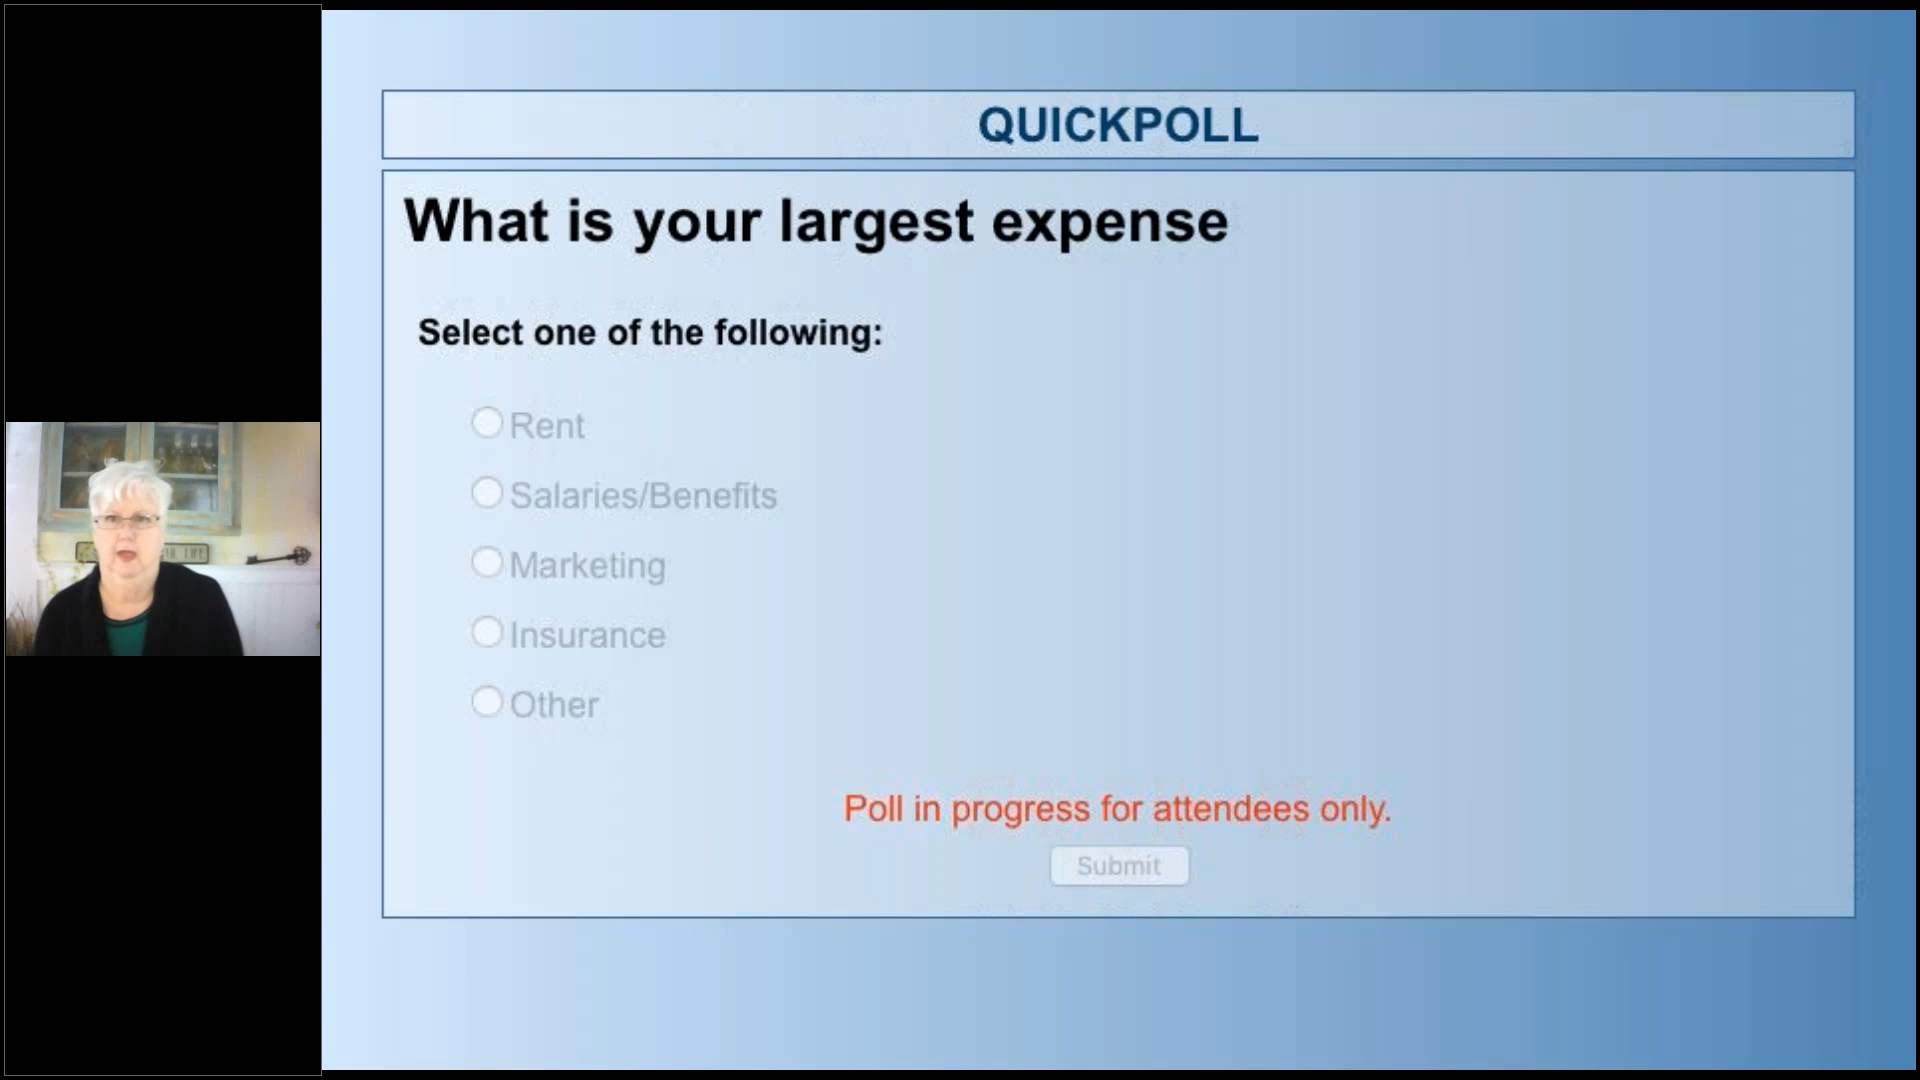 QUICKPOLL
What is your largest expense
Select one of the following:
Rent
Salaries/Benefits
Marketing
Insurance
Other
Poll in progress for attendees only.
Submit
LIFE